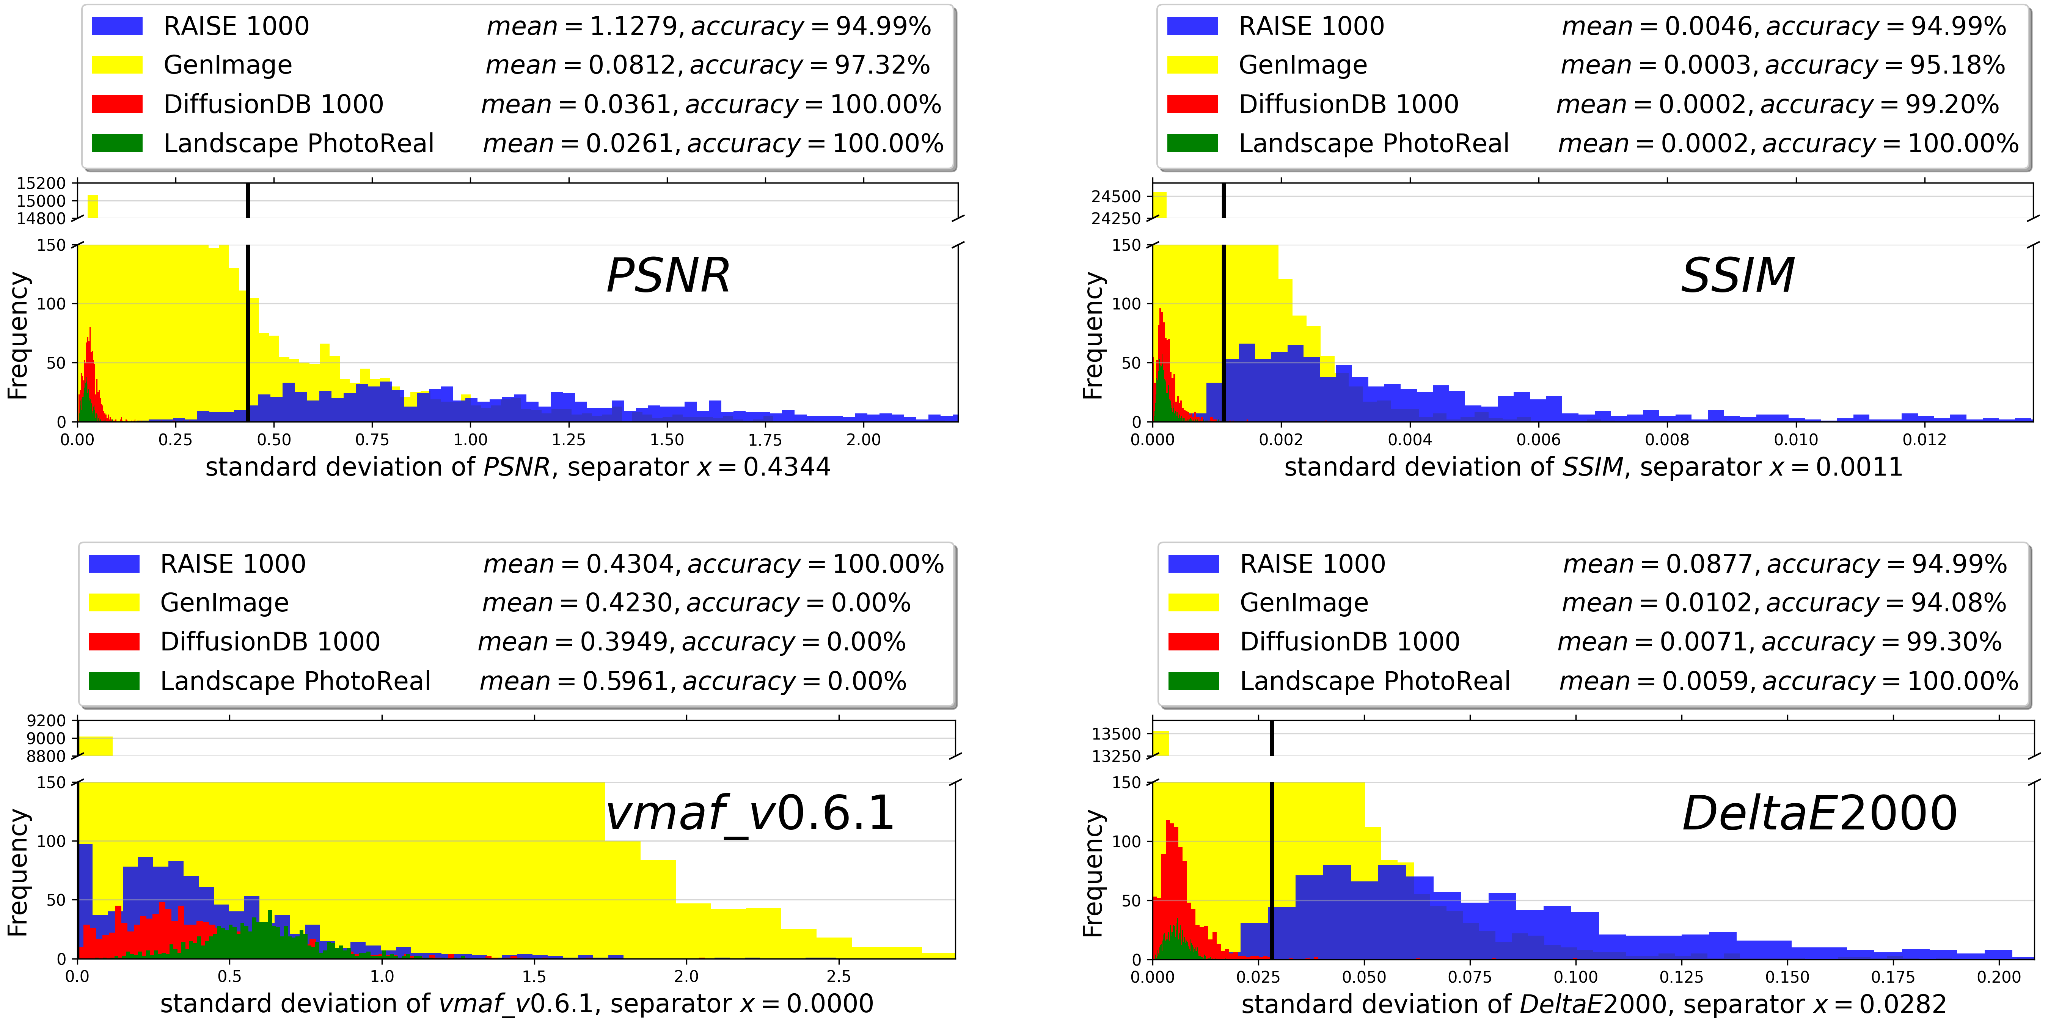 RAISE 1000 mean = 1.1279, accuracy = 94.99%
GenImage mean = 0.0812, accuracy = 97.32%
DiffusionDB 1000 mean = 0.0361, accuracy = 100.00%
Landscape PhotoReal mean = 0.0261, accuracy = 100.00%
15200
15000
14800
150
100
50
0
Frequency
PSNR
0.00 0.25 0.50 0.75 1.00 1.25 1.50 1.75 2.00
standard deviation of PSNR, separator x = 0.4344
RAISE 1000 mean = 0.0046, accuracy = 94.99%
GenImage mean = 0.0003, accuracy = 95.18%
DiffusionDB 1000 mean = 0.0002, accuracy = 99.20%
Landscape PhotoReal mean = 0.0002, accuracy = 100.00%
24500
24250
150
100
50
0
Frequency
SSIM
0.000 0.002 0.004 0.006 0.008 0.010 0.012
standard deviation of SSIM, separator x = 0.0011
RAISE 1000 mean = 0.4304, accuracy = 100.00%
GenImage mean = 0.4230, accuracy = 0.00%
DiffusionDB 1000 mean = 0.3949, accuracy = 0.00%
Landscape PhotoReal mean = 0.5961, accuracy = 0.00%
9200
9000
8800
150
100
50
0
Frequency
vmaf_v0.6.1
0.0 0.5 1.0 1.5 2.0 2.5
standard deviation of vmaf_v0.6.1, separator x = 0.0000
RAISE 1000 mean = 0.0877, accuracy = 94.99%
GenImage mean = 0.0102, accuracy = 94.08%
DiffusionDB 1000 mean = 0.0071, accuracy = 99.30%
Landscape PhotoReal mean = 0.0059, accuracy = 100.00%
13500
13250
150
100
50
0
Frequency
DeltaE2000
0.000 0.025 0.050 0.075 0.100 0.125 0.150 0.175 0.200
standard deviation of DeltaE2000, separator x = 0.0282